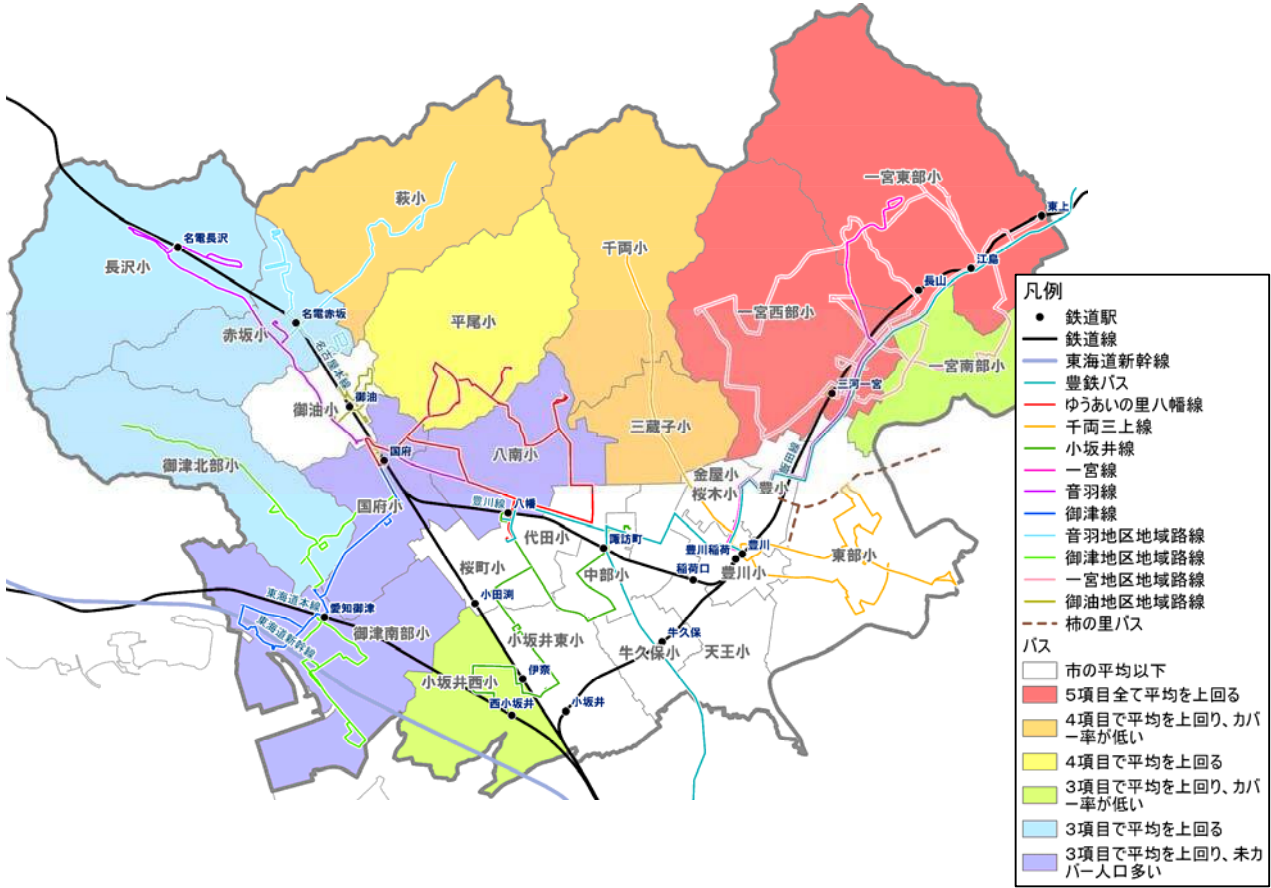 萩小
一宮東部小
東上
千両小
名電長沢
長沢小
江島
長山
名電赤坂
一宮西部小
平尾小
赤坂小
名古屋本線
一宮南部小
三河一宮
御油
御油小
三蔵子小
国府
八南小
飯田線
御津北部小
金屋小
桜木小
豊小
国府小
豊川線
八幡
代田小
諏訪町
豊川稲荷
豊川
東部小
桜町小
中部小
稲荷口
豊川小
東海道本線
愛知御津
小田渕
東海道新幹線
御津南部小
小坂井東小
牛久保
牛久保小
天王小
伊奈
小坂井西小
西小坂井
小坂井
凡例
鉄道駅
鉄道線
東海道新幹線
豊鉄バス
ゆうあいの里八幡線
千両三上線
小坂井線
一宮線
音羽線
御津線
音羽地区地域路線
御津地区地域路線
一宮地区地域路線
御油地区地域路線
柿の里バス
バス
市の平均以下
5項目全て平均を上回る
4項目で平均を上回り、カバ
ー率が低い
4項目で平均を上回る
3項目で平均を上回り、カバ
ー率が低い
3項目で平均を上回る
3項目で平均を上回り、未カ
バー人口多い